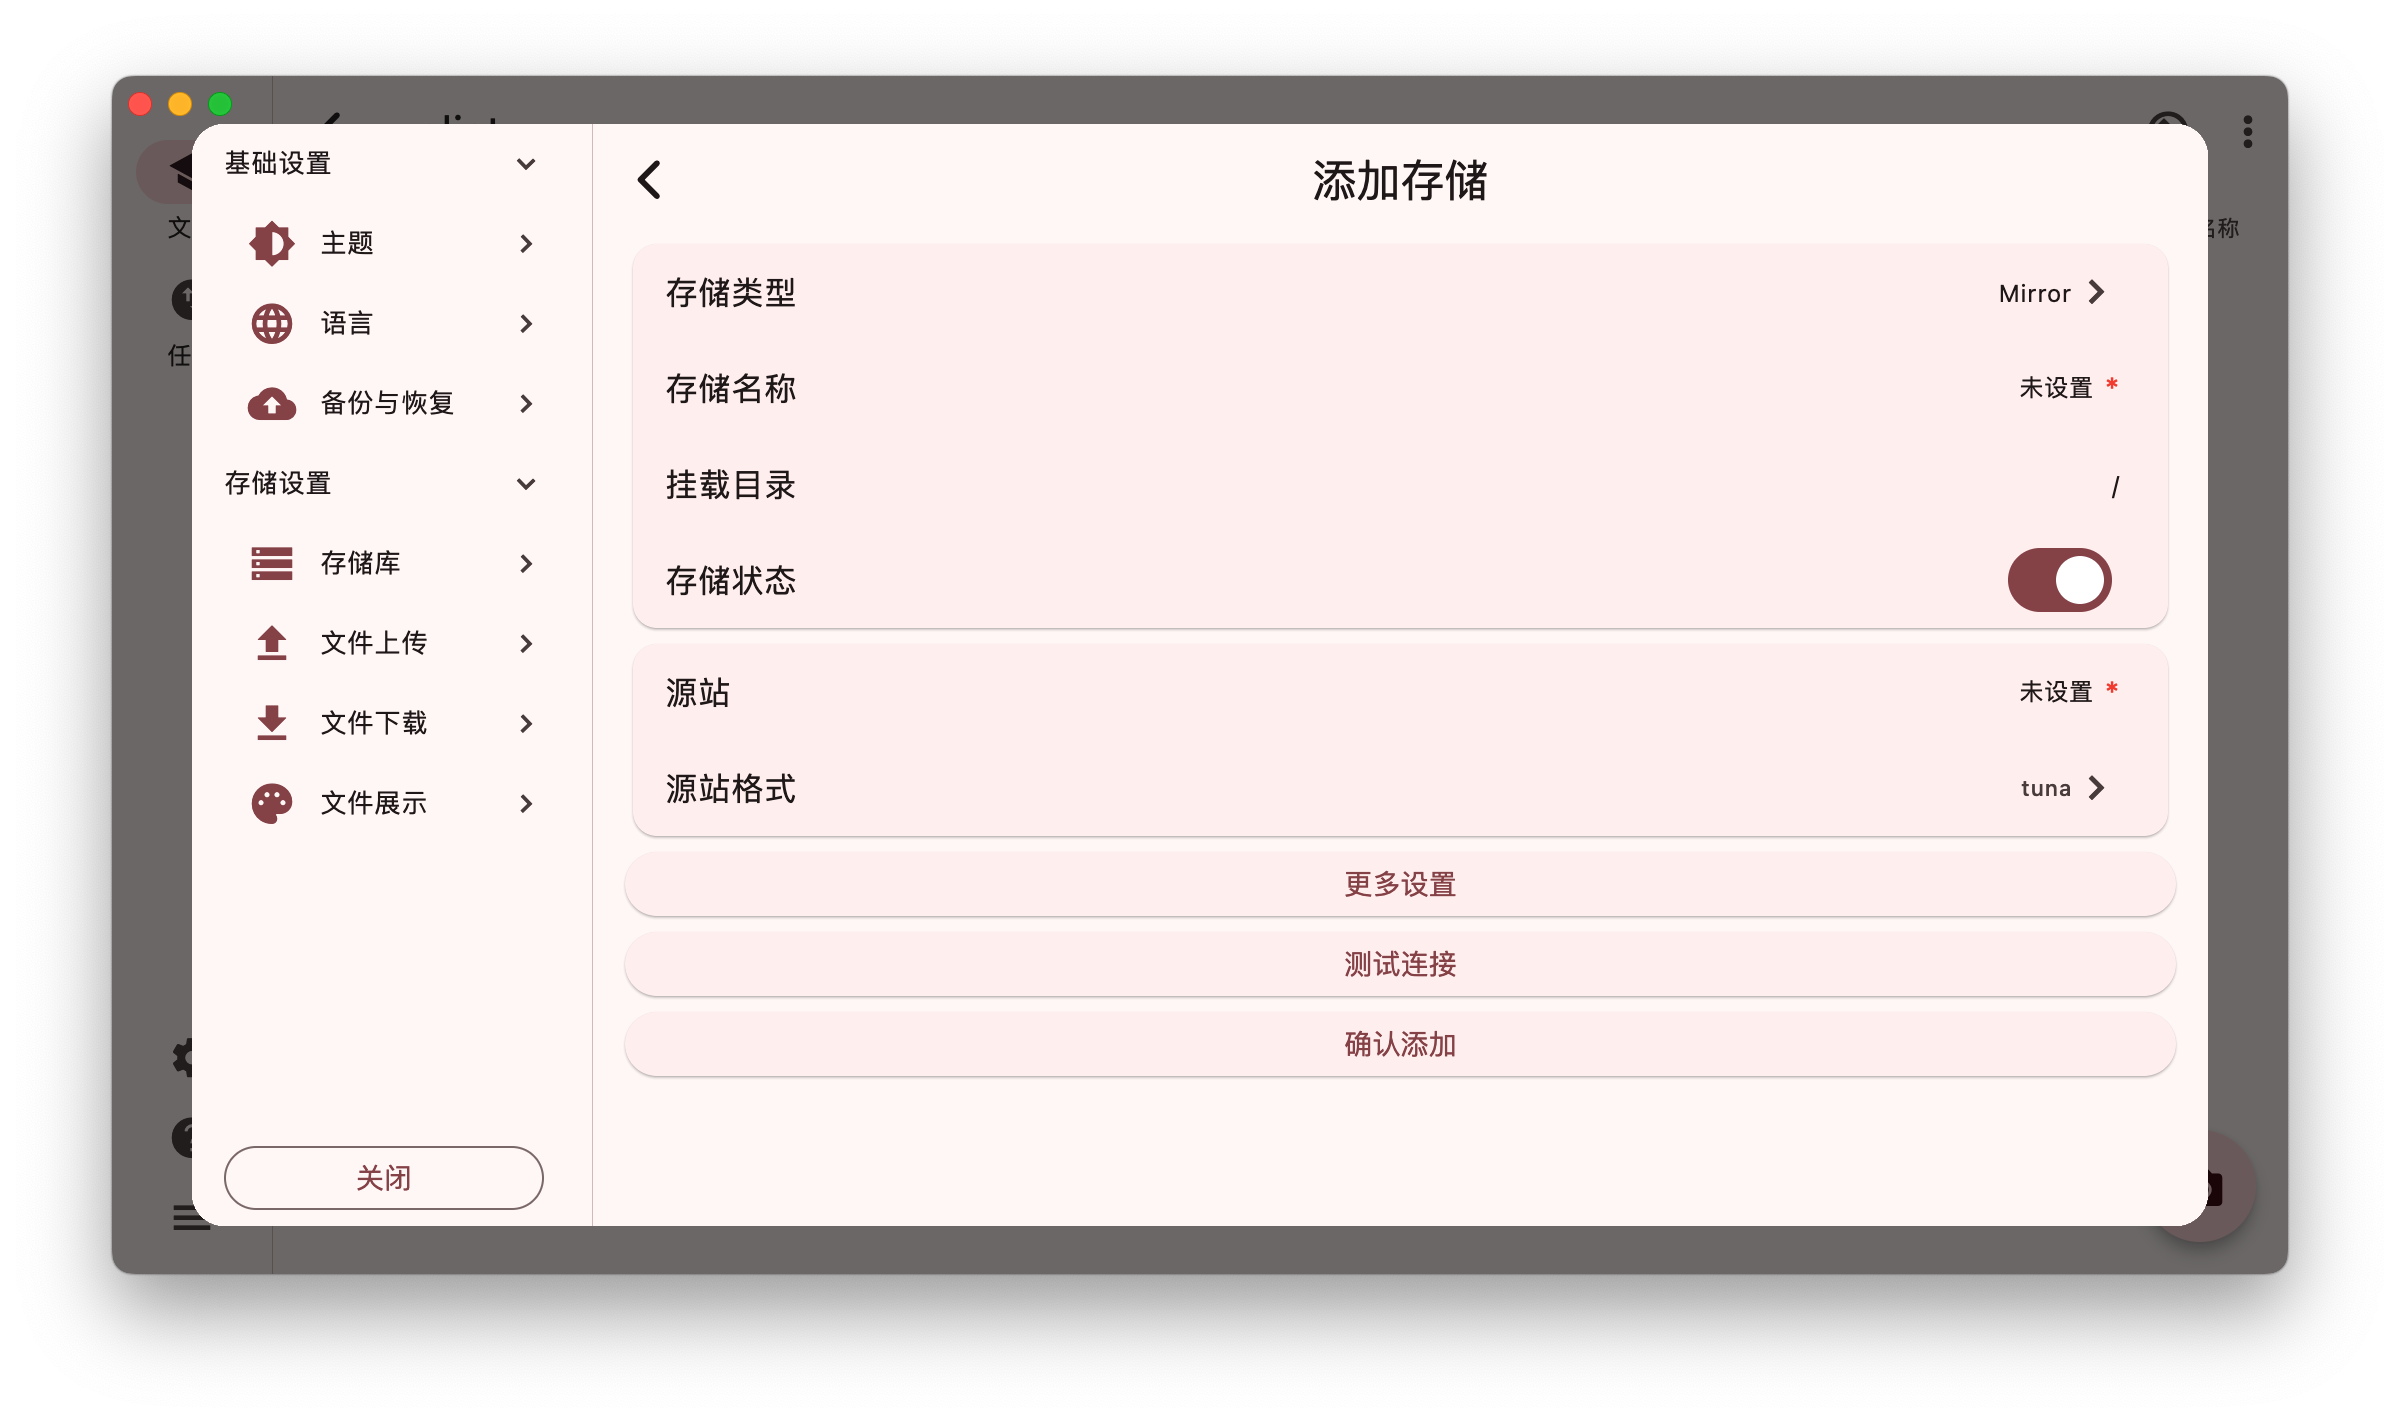 基础设置
主题
语言
备份与恢复
存储设置
存储库
文件上传
文件下载
文件展示
关闭
添加存储
存储类型
Mirror
存储名称
未设置 *
挂载目录
/
存储状态
源站
未设置 *
源站格式
tuna
更多设置
测试连接
确认添加
文
任
名称